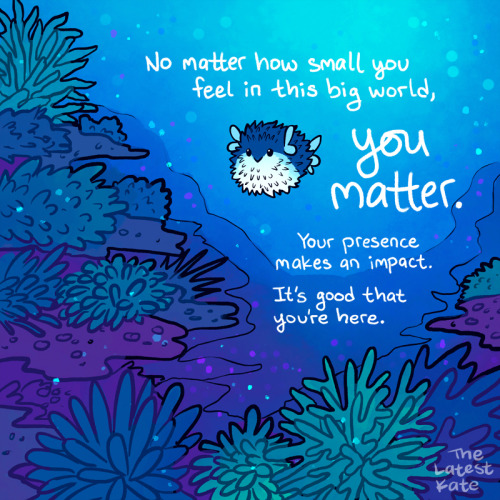 No matter how small you
feel in this big world,
you
matter.
Your presence
makes an impact.
It's good that
you're here.
The
Latest
Kate